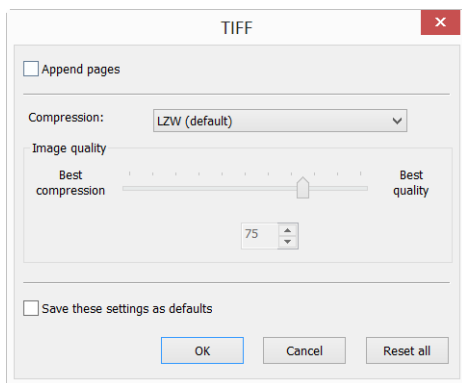 TIFF
Append pages
Compression: LZW (default)
Image quality
Best compression
Best quality
75
Save these settings as defaults
OK Cancel Reset all